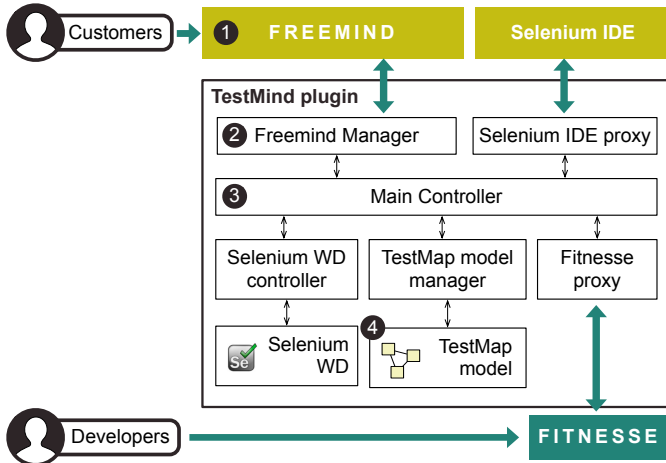 Customers
1 FREEMIND
Selenium IDE
TestMind plugin
2 Freemind Manager
Selenium IDE proxy
3 Main Controller
Selenium WD
controller
TestMap model
manager
Fitnesse
proxy
Se Selenium
WD
4 TestMap
model
Developers
FITNESSE